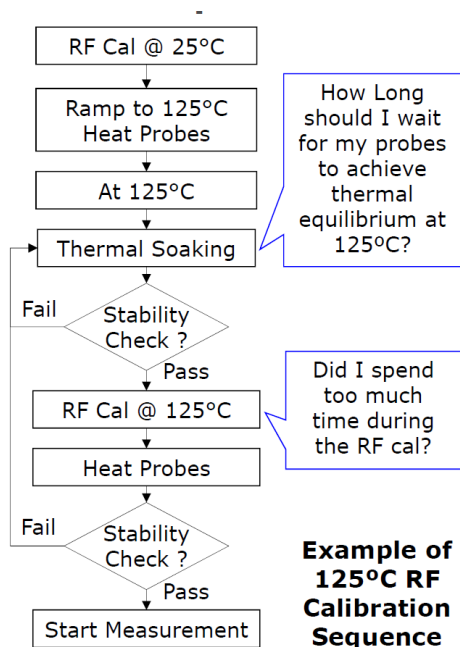 RF Cal @ 25°C
Ramp to 125°C
Heat Probes
At 125°C
Thermal Soaking
How Long
should I wait
for my probes
to achieve
thermal
equilibrium at
125ºC?
Fail
Stability
Check ?
Pass
RF Cal @ 125°C
Did I spend
too much
time during
the RF cal?
Heat Probes
Fail
Stability
Check ?
Pass
Start Measurement
Example of
125ºC RF
Calibration
Sequence